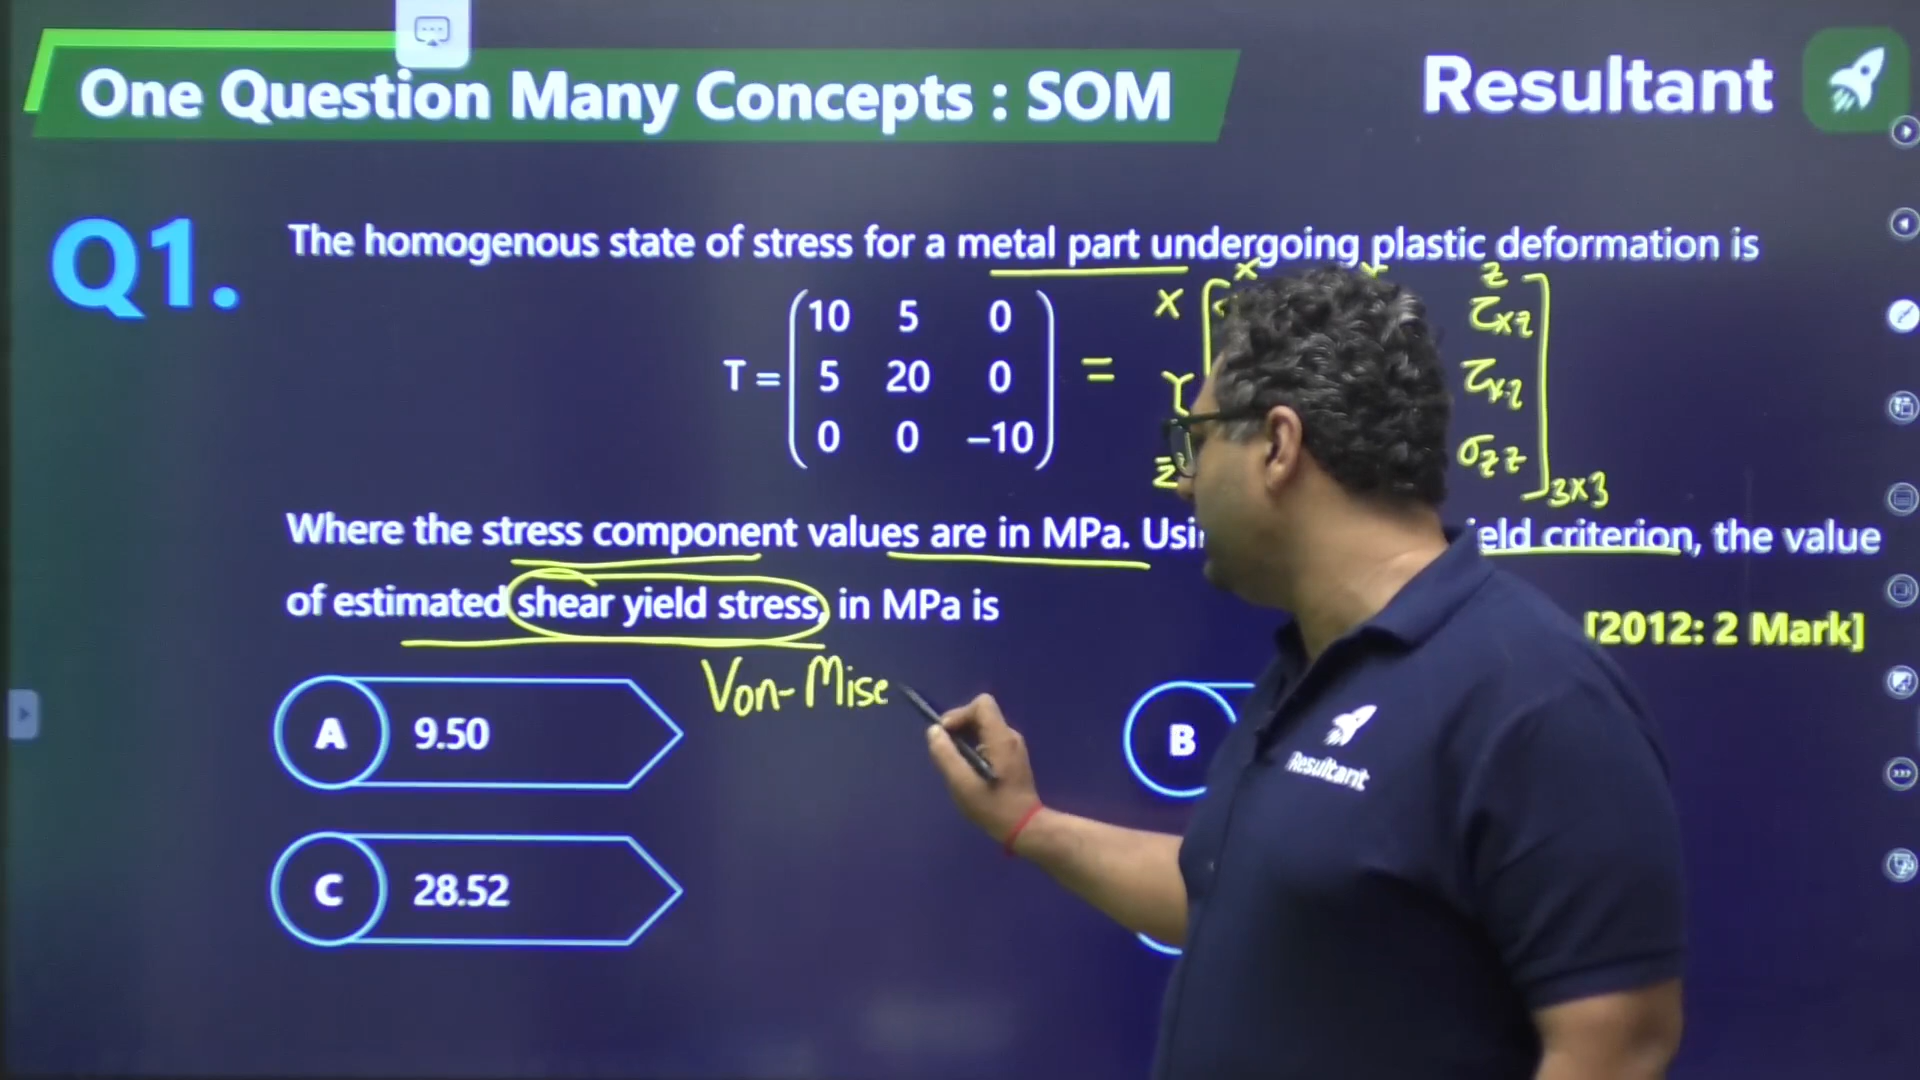 One Question Many Concepts : SOM
Resultant
Q1.
The homogenous state of stress for a metal part undergoing plastic deformation is
10 5 0
T = 5 20 0 =
0 0 –10
X
Z
X τxz
Y τxz
Z σzz
3x3
Where the stress component values are in MPa. eld criterion, the value
of estimated shear yield stress, in MPa is
[2012: 2 Mark]
Von-Mise
A 9.50
B
C 28.52
Resultant